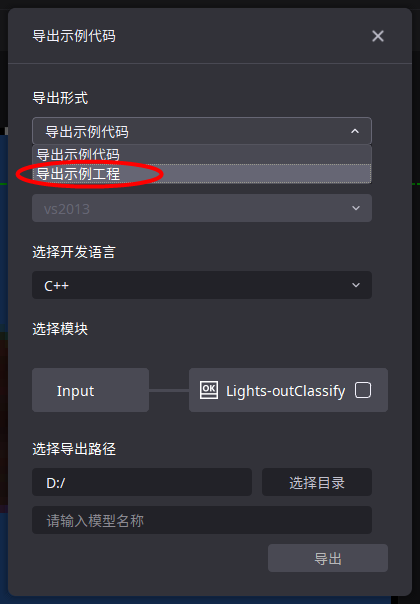 导出示例代码
导出形式
导出示例代码
导出示例代码
导出示例工程
vs2013
选择开发语言
C++
选择模块
Input
OK Lights-outClassify
选择导出路径
D:/ 选择目录
请输入模型名称
导出